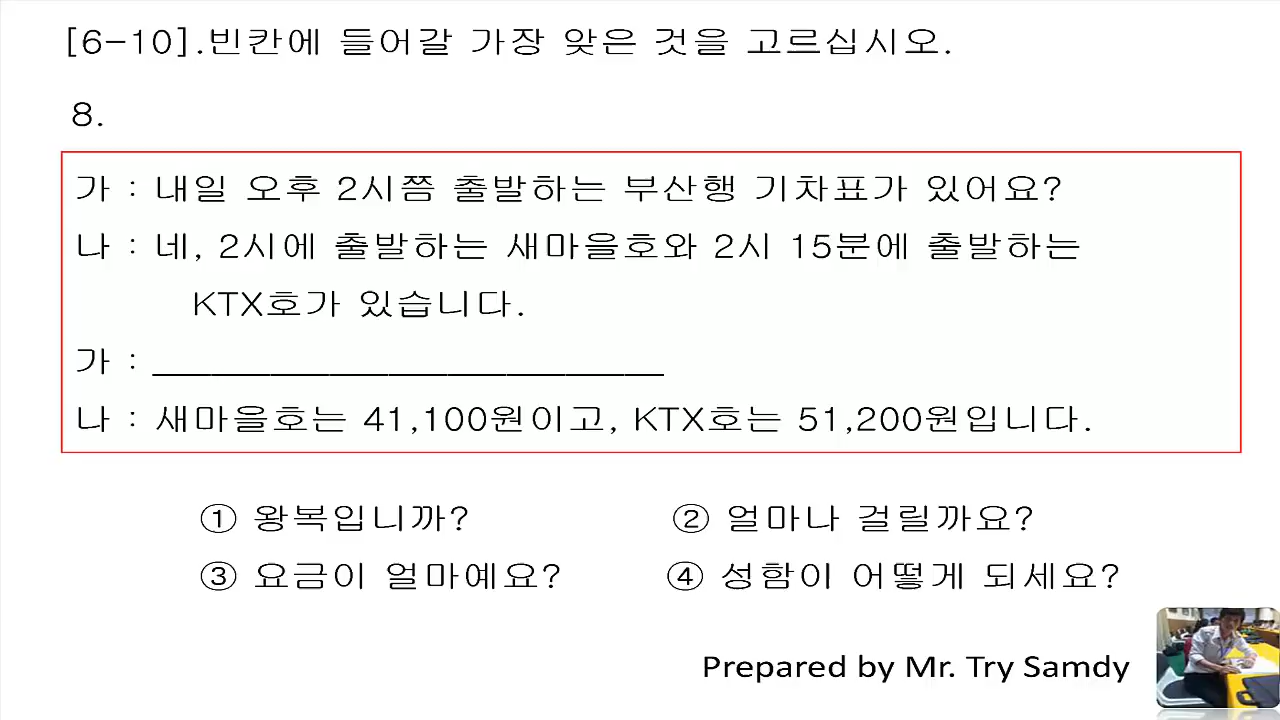 [6-10].빈칸에 들어갈 가장 앚은 것을 고르십시오.
8.
가 : 내일 오후 2시쯤 출발하는 부산행 기차표가 있어요?
나 : 네, 2시에 출발하는 새마을호와 2시 15분에 출발하는
KTX호가 있습니다.
가 : ______________________________
나 : 새마을호는 41,100원이고, KTX호는 51,200원입니다.
① 왕복입니까? ② 얼마나 걸릴까요?
③ 요금이 얼마예요? ④ 성함이 어떻게 되세요?
Prepared by Mr. Try Samdy